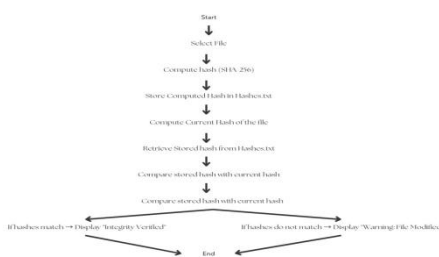 Start
Select File
Compute hash (SHA-256)
Store Computed Hash in Hashes.txt
Compute Current Hash of the file
Retrieve Stored hash from Hashes.txt
Compare stored hash with current hash
Compare stored hash with current hash
If hashes match → Display "Integrity Verified"
If hashes do not match → Display "Warning: File Modified
End